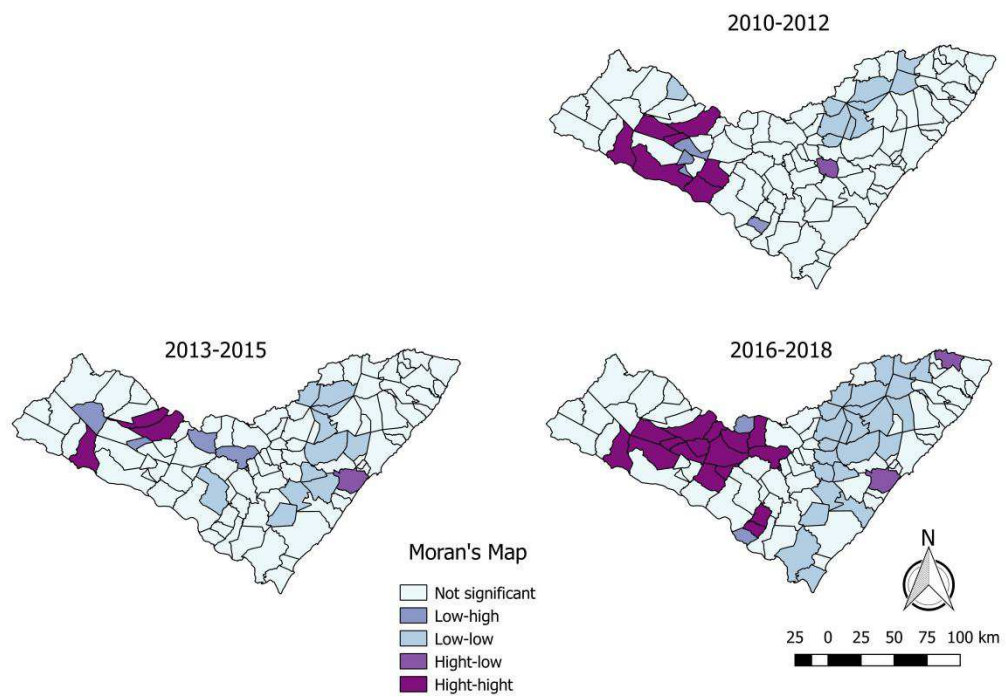 2010-2012
2013-2015
2016-2018
Moran's Map
Not significant
Low-high
Low-low
Hight-low
Hight-hight
N
25 0 25 50 75 100 km